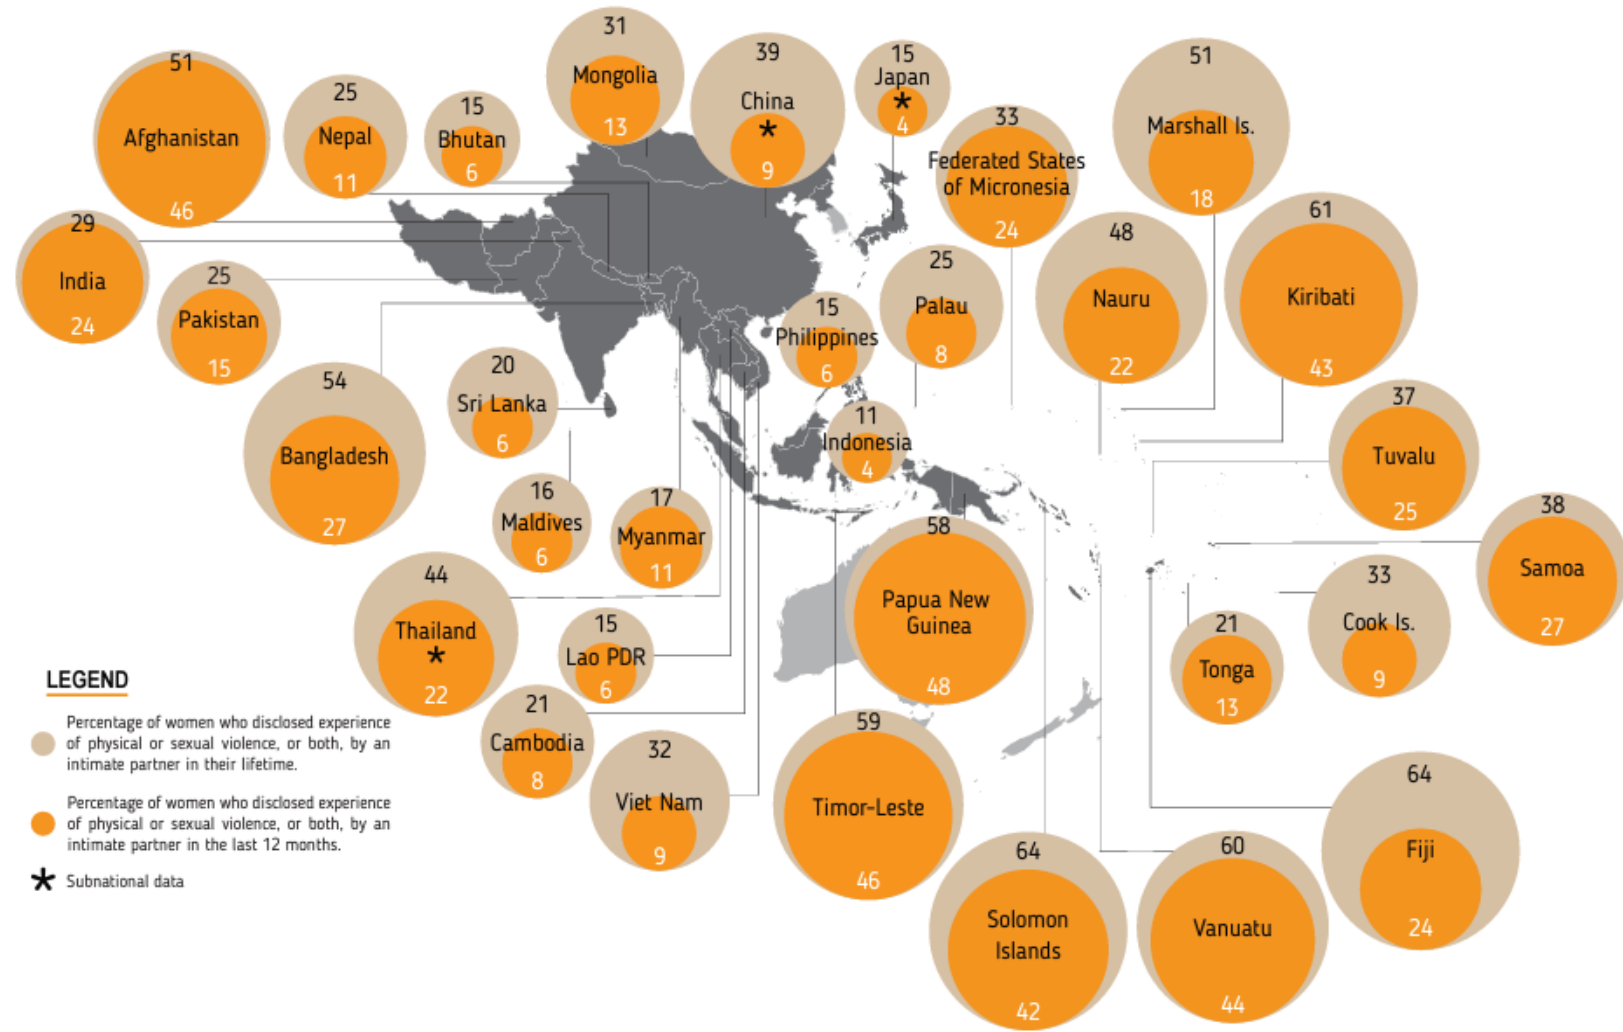 31
Mongolia
13
39
China
*
9
15
Japan
*
4
51
Marshall Is.
18
51
Afghanistan
46
25
Nepal
11
15
Bhutan
6
33
Federated States
of Micronesia
24
61
Kiribati
43
29
India
24
25
Pakistan
15
48
Nauru
22
25
Palau
8
15
Philippines
6
54
Bangladesh
27
20
Sri Lanka
6
11
Indonesia
4
37
Tuvalu
25
16
Maldives
6
17
Myanmar
11
58
Papua New
Guinea
48
38
Samoa
27
44
Thailand
*
22
15
Lao PDR
6
33
Cook Is.
9
21
Tonga
13
21
Cambodia
8
32
Viet Nam
9
59
Timor-Leste
46
64
Solomon
Islands
42
60
Vanuatu
44
64
Fiji
24
LEGEND
Percentage of women who disclosed experience
of physical or sexual violence, or both, by an
intimate partner in their lifetime.
Percentage of women who disclosed experience
of physical or sexual violence, or both, by an
intimate partner in the last 12 months.
* Subnational data